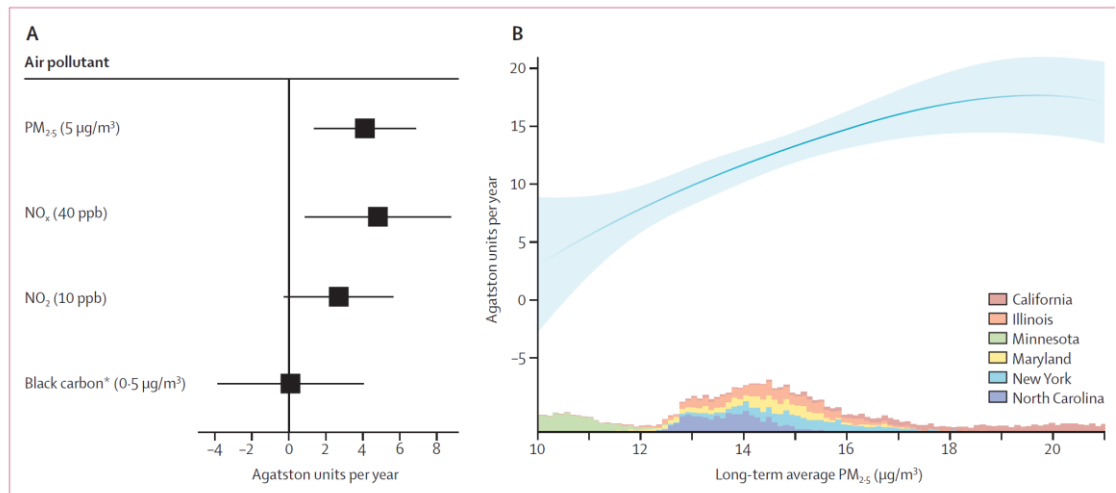 A
Air pollutant
PM2·5 (5 µg/m³)
NOx (40 ppb)
NO2 (10 ppb)
Black carbon* (0·5 µg/m³)
−4 −2 0 2 4 6 8
Agatston units per year
B
20
15
10
5
0
−5
Agatston units per year
California
Illinois
Minnesota
Maryland
New York
North Carolina
10 12 14 16 18 20
Long-term average PM2·5 (µg/m³)